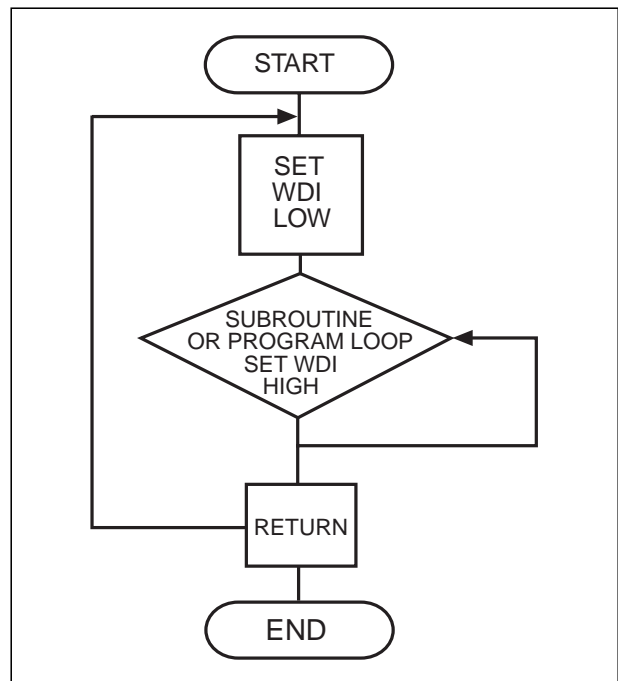 START
SET
WDI
LOW
SUBROUTINE
OR PROGRAM LOOP
SET WDI
HIGH
RETURN
END